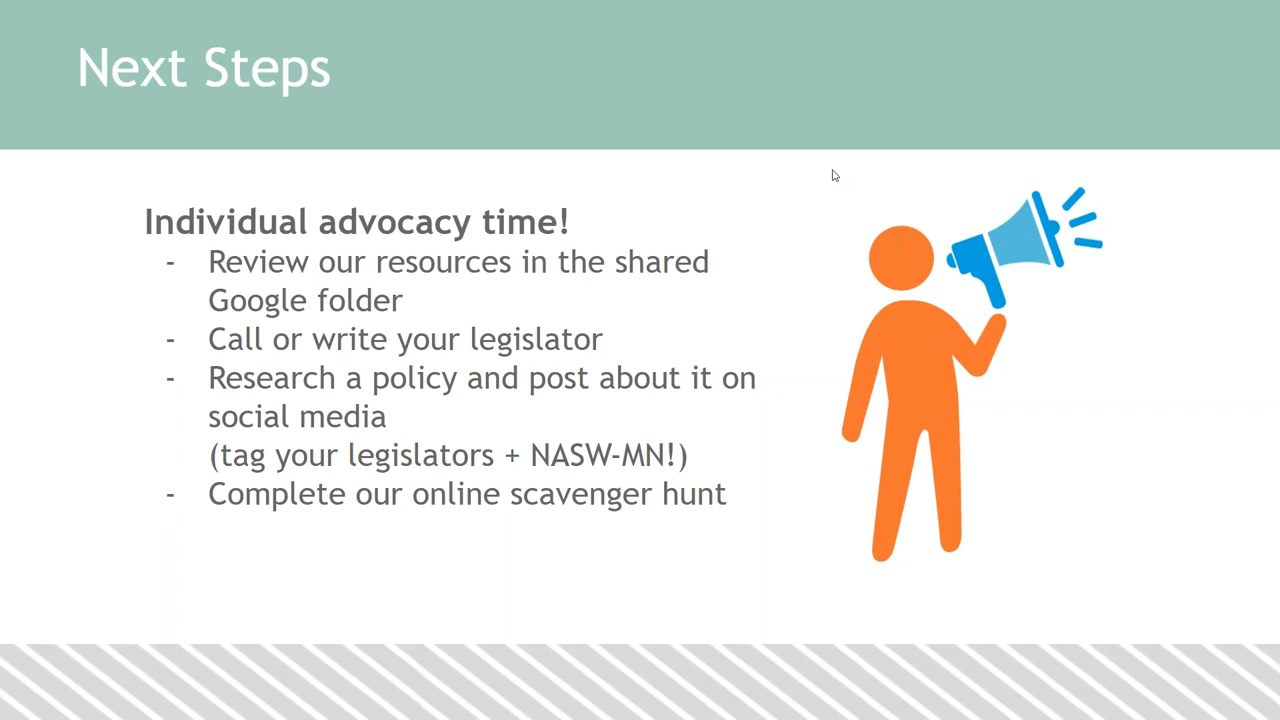 Next Steps
Individual advocacy time!
- Review our resources in the shared
Google folder
- Call or write your legislator
- Research a policy and post about it on
social media
(tag your legislators + NASW-MN!)
- Complete our online scavenger hunt